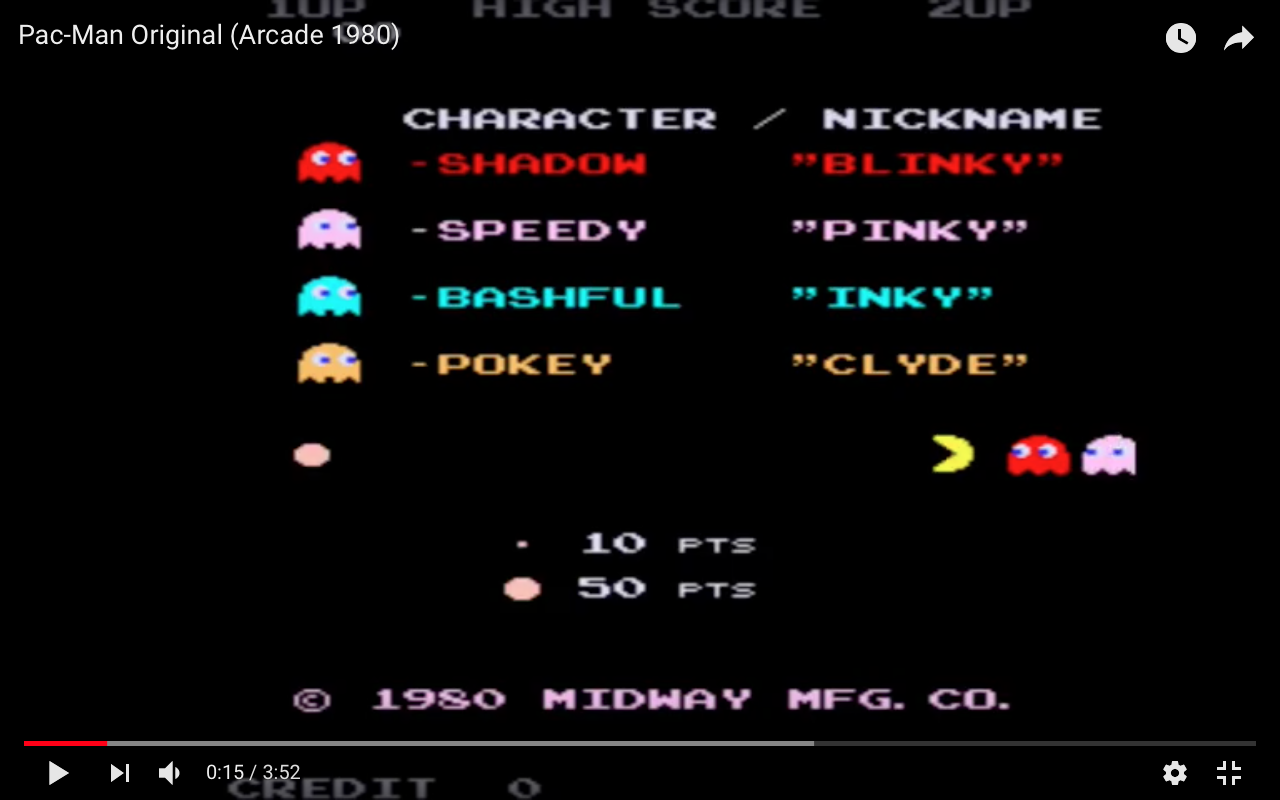 1UP HIGH SCORE 2UP
Pac-Man Original (Arcade 1980)
CHARACTER / NICKNAME
-SHADOW "BLINKY"
-SPEEDY "PINKY"
-BASHFUL "INKY"
-POKEY "CLYDE"
10 PTS
50 PTS
© 1980 MIDWAY MFG. CO.
0:15 / 3:52
CREDIT 0